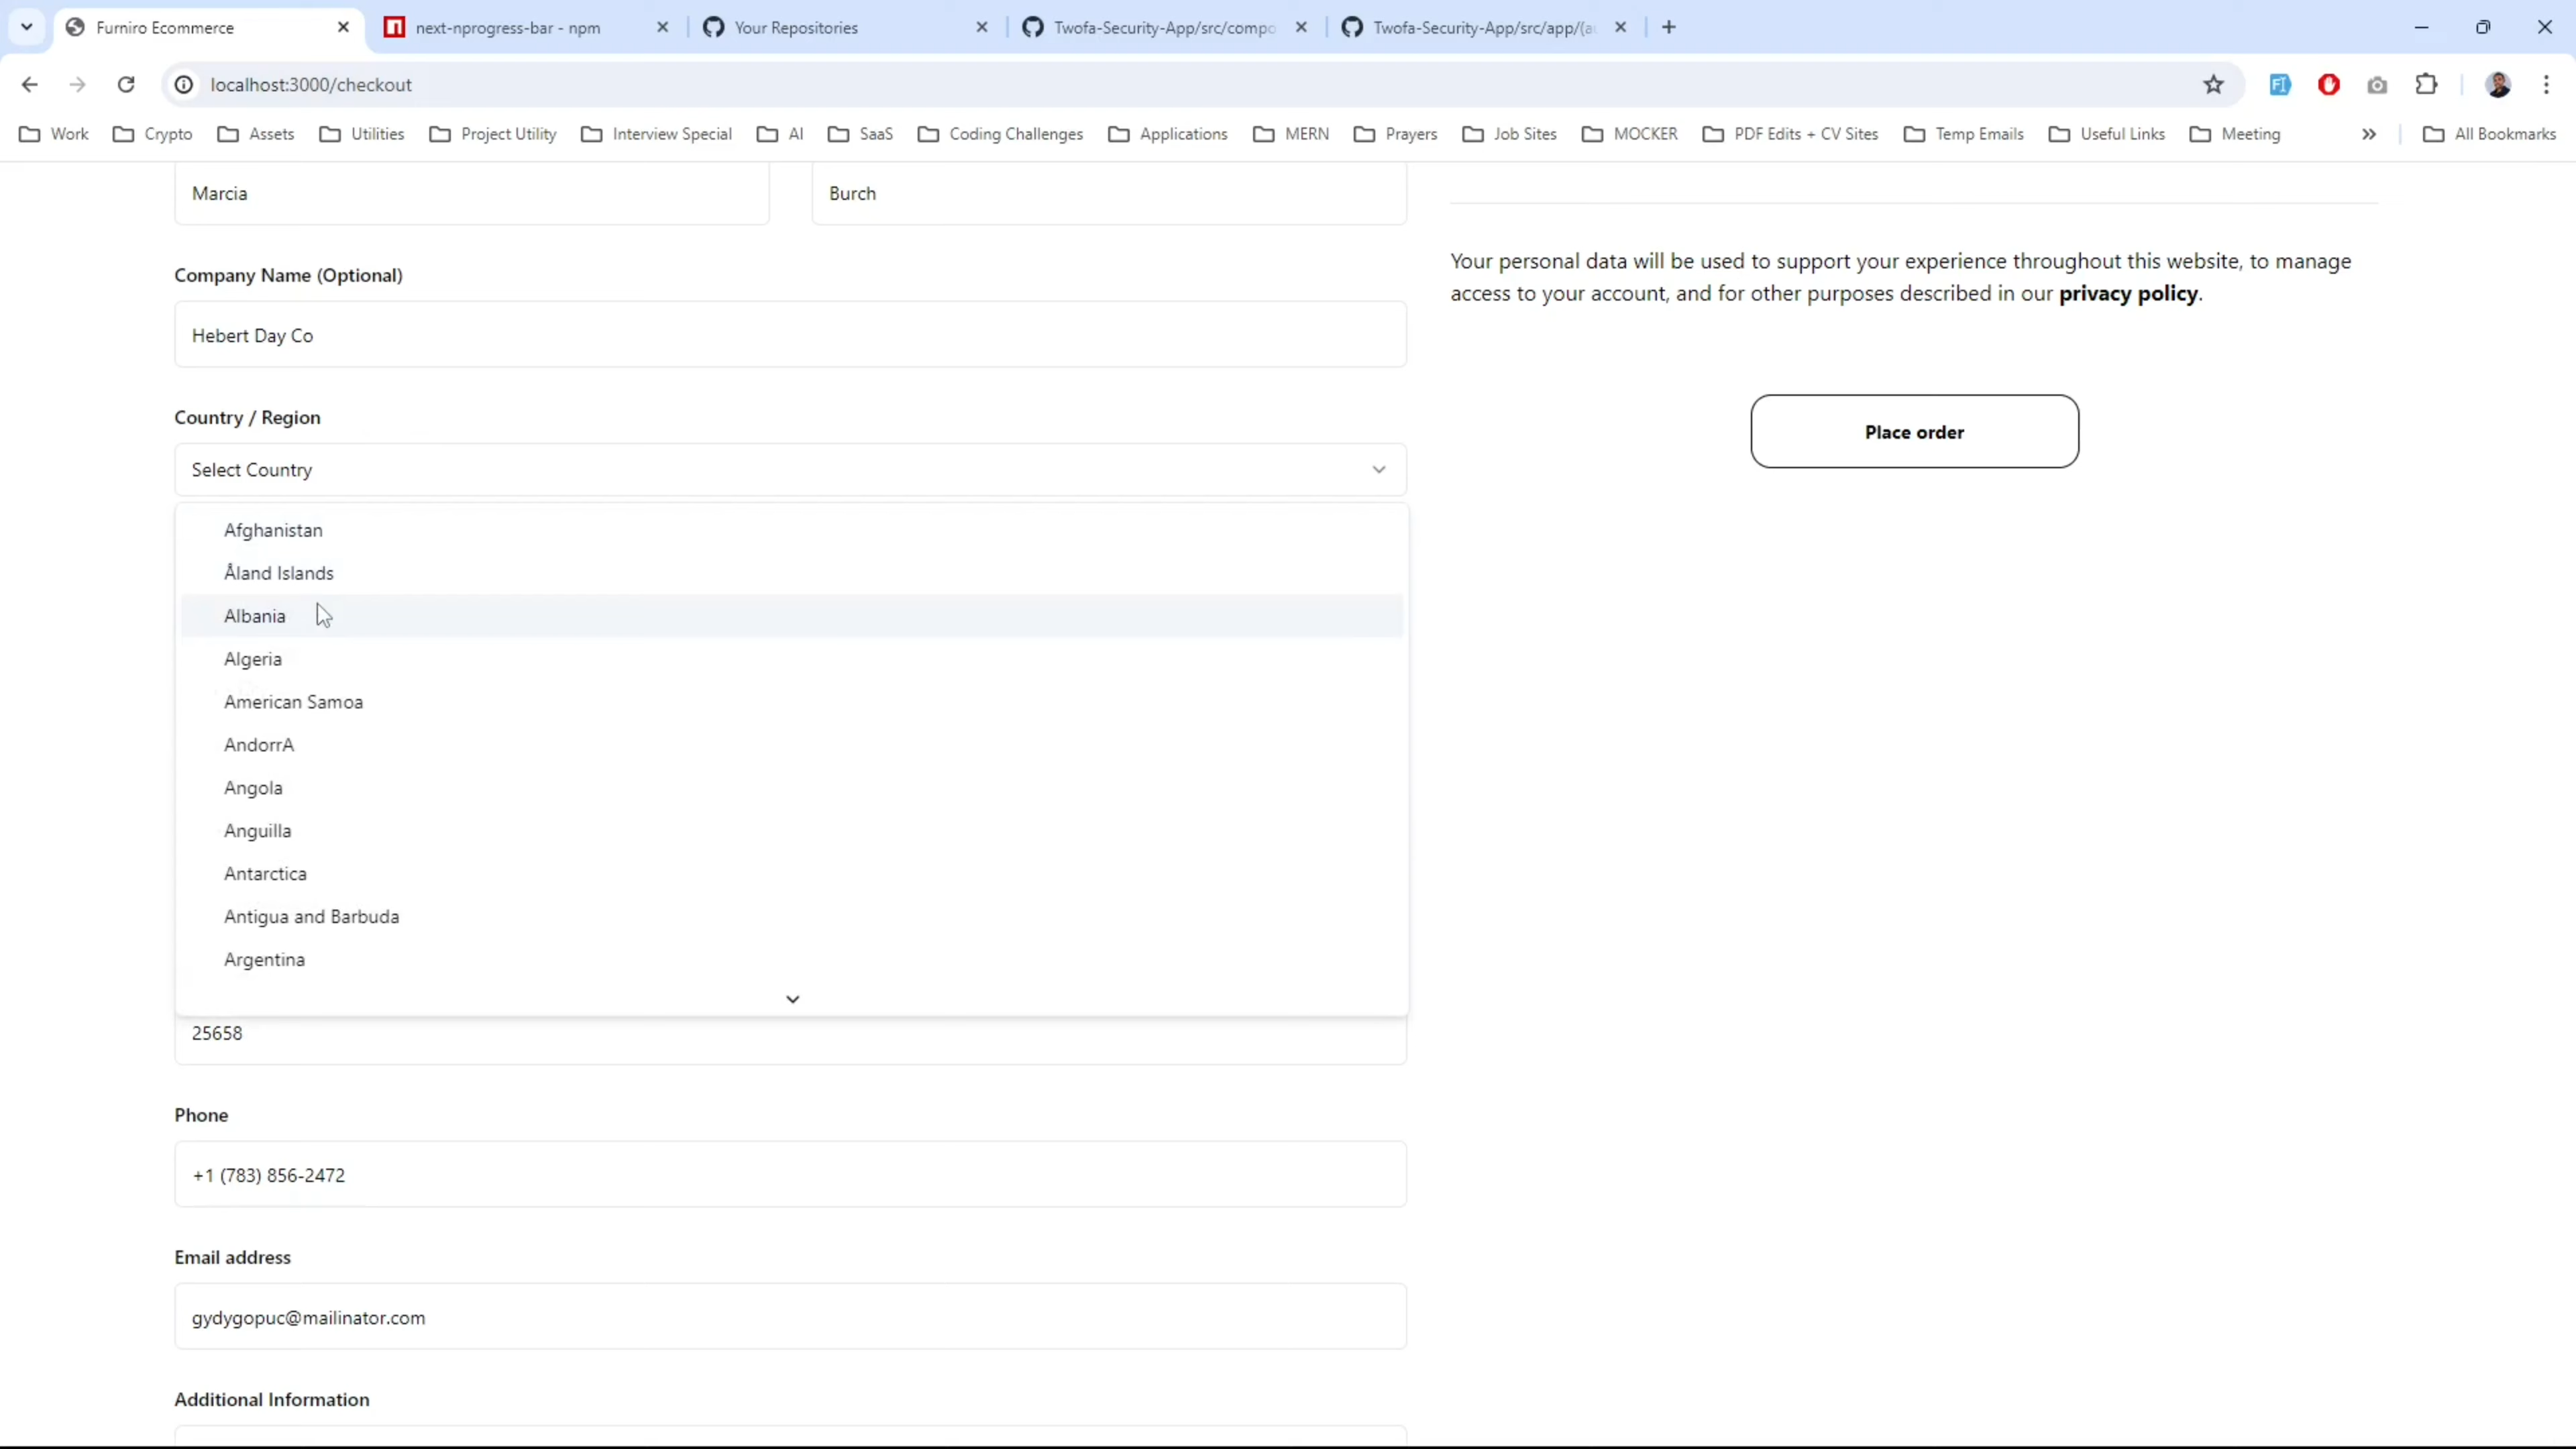 Furniro Ecommerce
next-nprogress-bar - npm
Your Repositories
Twofa-Security-App/src/compo
Twofa-Security-App/src/app/(a
localhost:3000/checkout
Work
Crypto
Assets
Utilities
Project Utility
Interview Special
AI
SaaS
Coding Challenges
Applications
MERN
Prayers
Job Sites
MOCKER
PDF Edits + CV Sites
Temp Emails
Useful Links
Meeting
All Bookmarks
Marcia
Burch
Company Name (Optional)
Hebert Day Co
Country / Region
Select Country
Afghanistan
Åland Islands
Albania
Algeria
American Samoa
AndorrA
Angola
Anguilla
Antarctica
Antigua and Barbuda
Argentina
25658
Phone
+1 (783) 856-2472
Email address
gydygopuc@mailinator.com
Additional Information
Your personal data will be used to support your experience throughout this website, to manage
access to your account, and for other purposes described in our privacy policy.
Place order